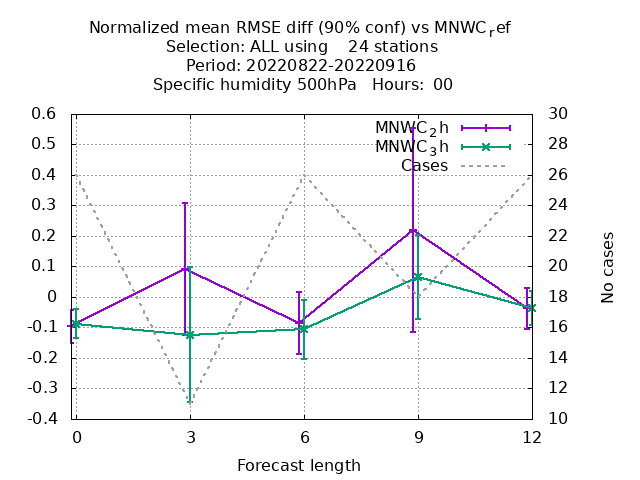 Normalized mean RMSE diff (90% conf) vs MNWCref
Selection: ALL using 24 stations
Period: 20220822-20220916
Specific humidity 500hPa Hours: 00
MNWC2h
MNWC3h
Cases
0.6
0.5
0.4
0.3
0.2
0.1
0
-0.1
-0.2
-0.3
-0.4
30
28
26
24
22
20
18
16
14
12
10
No cases
0 3 6 9 12
Forecast length